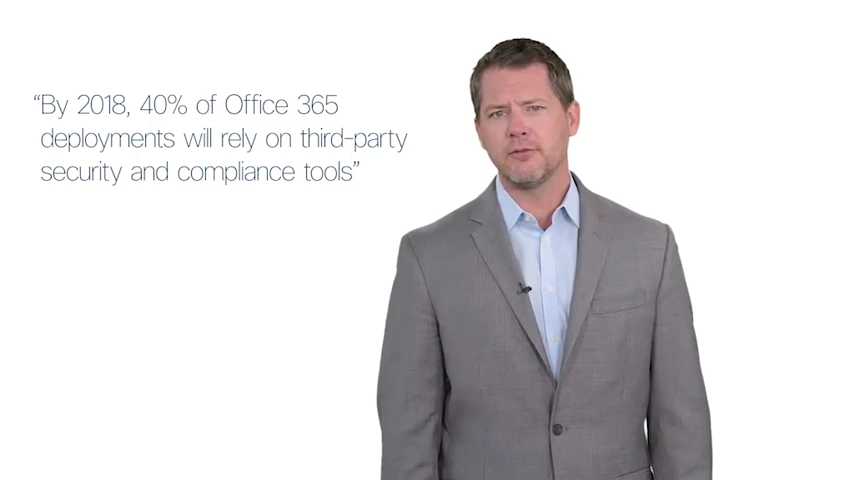 “By 2018, 40% of Office 365
deployments will rely on third-party
security and compliance tools”